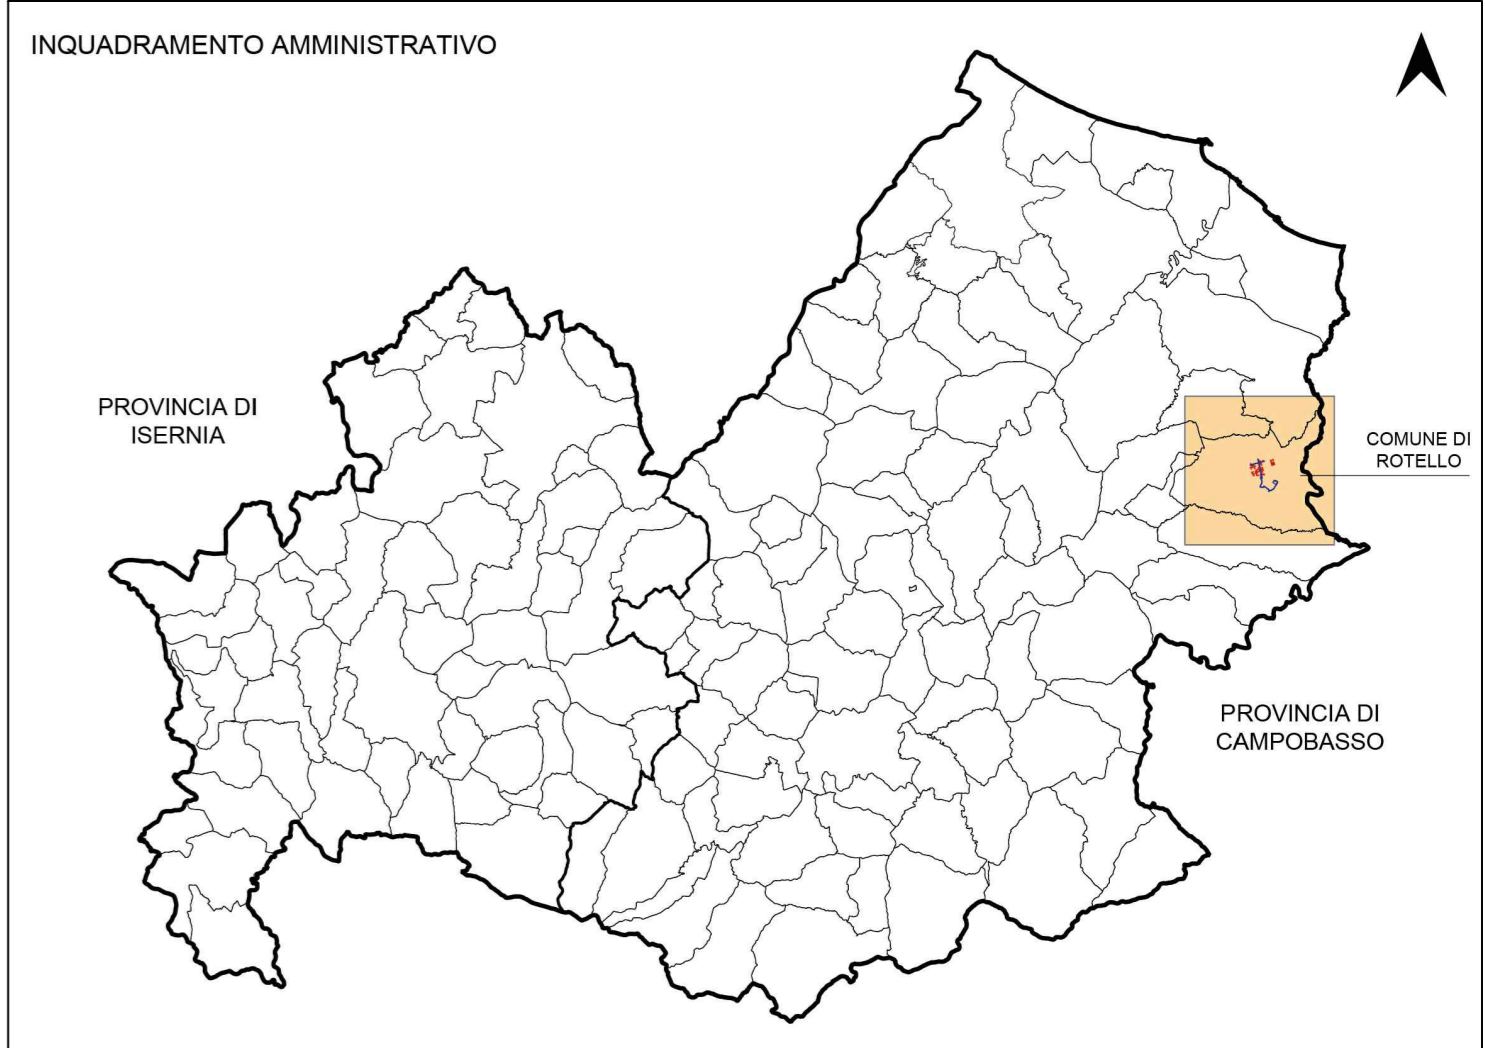 INQUADRAMENTO AMMINISTRATIVO
PROVINCIA DI
ISERNIA
COMUNE DI
ROTELLO
PROVINCIA DI
CAMPOBASSO